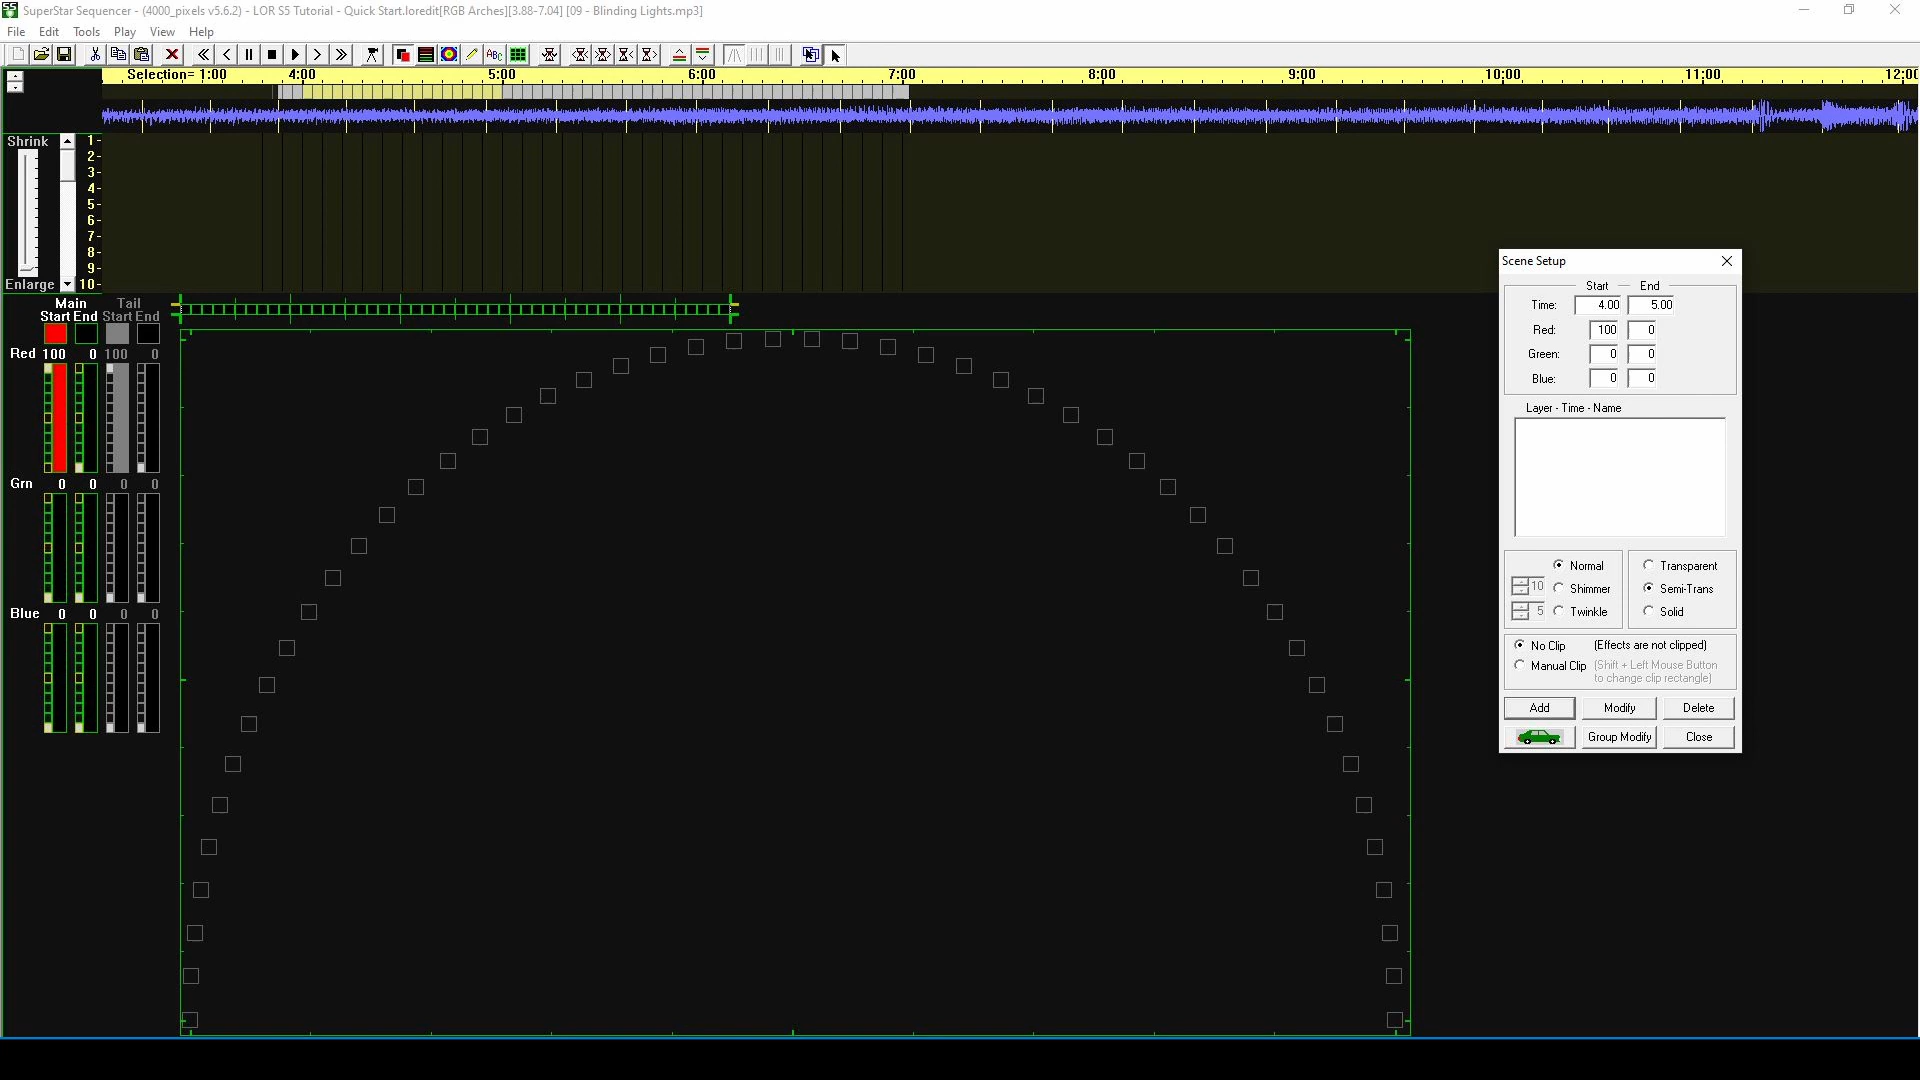 SuperStar Sequencer - (4000_pixels v5.6.2) - LOR S5 Tutorial - Quick Start.loredit[RGB Arches][3.88-7.04] [09 - Blinding Lights.mp3]
File Edit Tools Play View Help
ABc
Selection= 1:00 4:00 5:00 6:00 7:00 8:00 9:00 10:00 11:00 12:00
Shrink
1
2
3
4
5
6
7
8
9
10
Enlarge
Main Tail
Start End Start End
Red 100 0 100 0
Grn 0 0 0 0
Blue 0 0 0 0
Scene Setup
Start End
Time: 4.00 5.00
Red: 100 0
Green: 0 0
Blue: 0 0
Layer - Time - Name
Normal Transparent
10 Shimmer Semi-Trans
5 Twinkle Solid
No Clip (Effects are not clipped)
Manual Clip (Shift + Left Mouse Button
to change clip rectangle)
Add Modify Delete
Group Modify Close